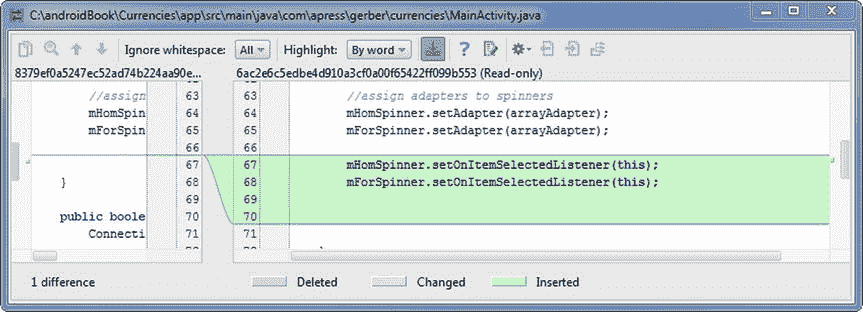 C:\androidBook\Currencies\app\src\main\java\com\apress\gerber\currencies\MainActivity.java
Ignore whitespace: All Highlight: By word ?
8379ef0a5247ec52ad74b224aa90e... 6ac2e6c5edbe4d910a3cf0a00f65422ff099b553 (Read-only)
//assign 63 63 //assign adapters to spinners
mHomSpin 64 64 mHomSpinner.setAdapter(arrayAdapter);
mForSpin 65 65 mForSpinner.setAdapter(arrayAdapter);
66 66
67 67 mHomSpinner.setOnItemSelectedListener(this);
} 68 68 mForSpinner.setOnItemSelectedListener(this);
69 69
public boole 70 70
Connecti 71 71
1 difference Deleted Changed Inserted